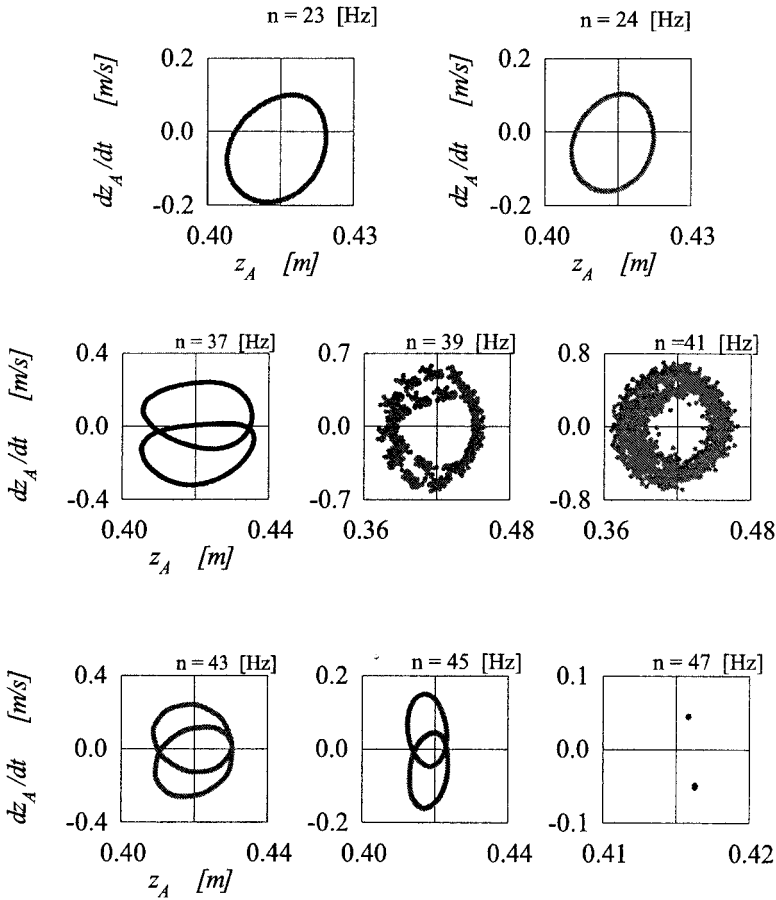 n = 23 [Hz]
n = 24 [Hz]
dz_A /dt [m/s]
0.2
0.0
-0.2
0.40
0.43
z_A [m]
dz_A /dt [m/s]
0.2
0.0
-0.2
0.40
0.43
z_A [m]
n = 37 [Hz]
n = 39 [Hz]
n =41 [Hz]
dz_A /dt [m/s]
0.4
0.0
-0.4
0.40
0.44
z_A [m]
0.7
0.0
-0.7
0.36
0.48
0.8
0.0
-0.8
0.36
0.48
n = 43 [Hz]
n = 45 [Hz]
n = 47 [Hz]
dz_A /dt [m/s]
0.4
0.0
-0.4
0.40
0.44
z_A [m]
0.2
0.0
-0.2
0.40
0.44
0.1
0.0
-0.1
0.41
0.42